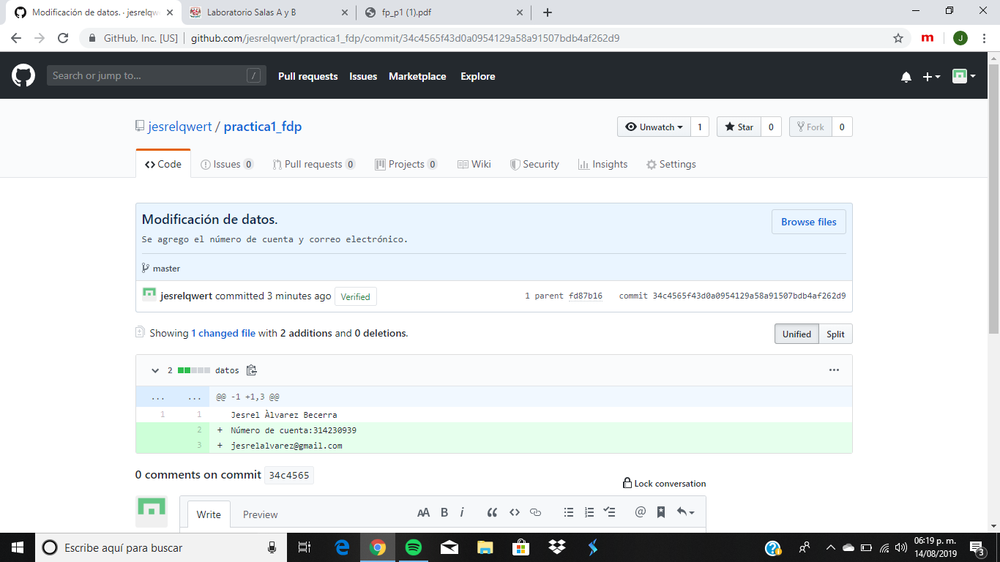 Modificación de datos. · jesrelqw
Laboratorio Salas A y B
fp_p1 (1).pdf
GitHub, Inc. [US] github.com/jesrelqwert/practica1_fdp/commit/34c4565f43d0a0954129a58a91507bdb4af262d9
m
J
Search or jump to... /
Pull requests Issues Marketplace Explore
jesrelqwert / practica1_fdp
Unwatch 1 Star 0 Fork 0
Code Issues 0 Pull requests 0 Projects 0 Wiki Security Insights Settings
Modificación de datos.
Browse files
Se agrego el número de cuenta y correo electrónico.
master
jesrelqwert committed 3 minutes ago Verified
1 parent fd87b16 commit 34c4565f43d0a0954129a58a91507bdb4af262d9
Showing 1 changed file with 2 additions and 0 deletions.
Unified Split
2 datos
... ... @@ -1 +1,3 @@
1 1 Jesrel Àlvarez Becerra
2 + Número de cuenta:314230939
3 + jesrelalvarez@gmail.com
0 comments on commit 34c4565
Lock conversation
Write Preview
AA B i
Escribe aquí para buscar
06:19 p. m.
14/08/2019
3